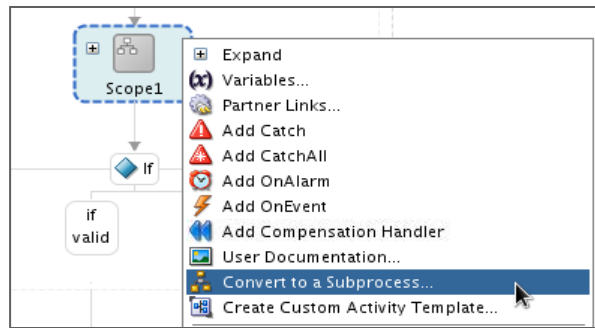 Scope1
If
if
valid
Expand
(x) Variables...
Partner Links...
Add Catch
Add CatchAll
Add OnAlarm
Add OnEvent
Add Compensation Handler
User Documentation...
Convert to a Subprocess...
Create Custom Activity Template...